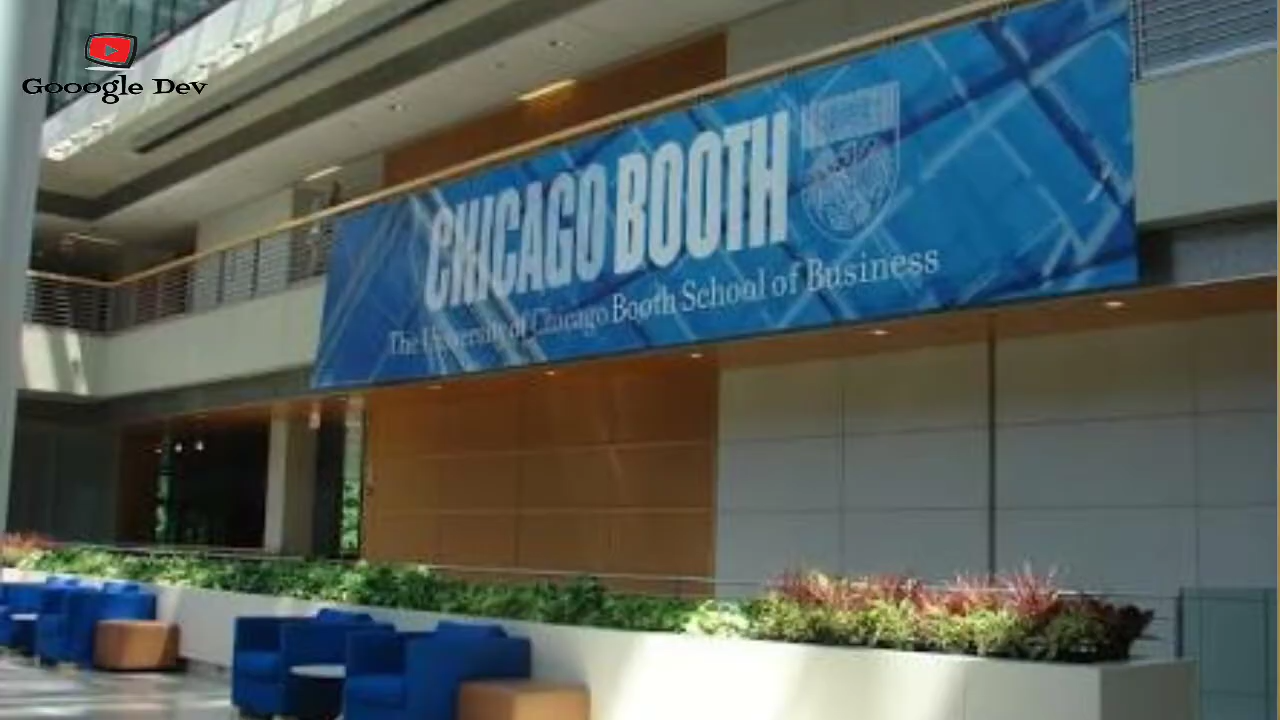 Gooogle Dev
CHICAGO BOOTH
The University of Chicago Booth School of Business